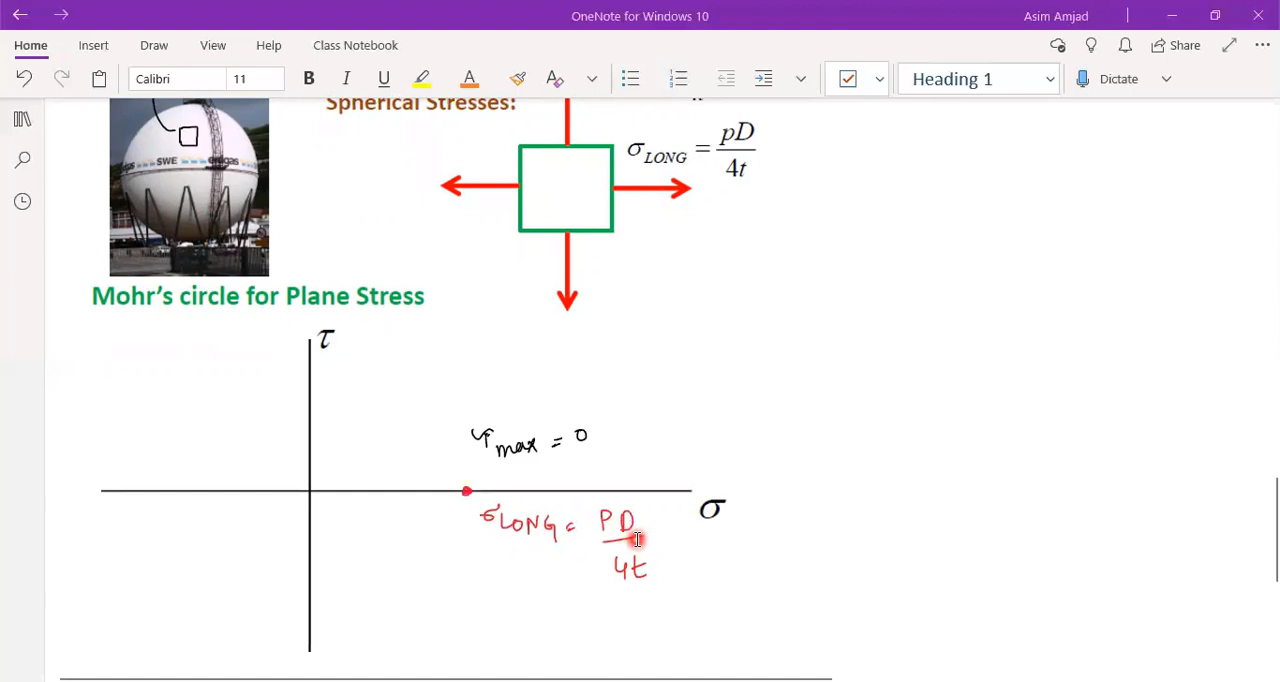 OneNote for Windows 10
Asim Amjad
Home Insert Draw View Help Class Notebook
Share
Calibri 11 B I U A A Heading 1 Dictate
Spherical Stresses:
σLONG = pD/4t
SWE erdgas
Mohr's circle for Plane Stress
τ
τmax = 0
σ
σLONG = PD/4t